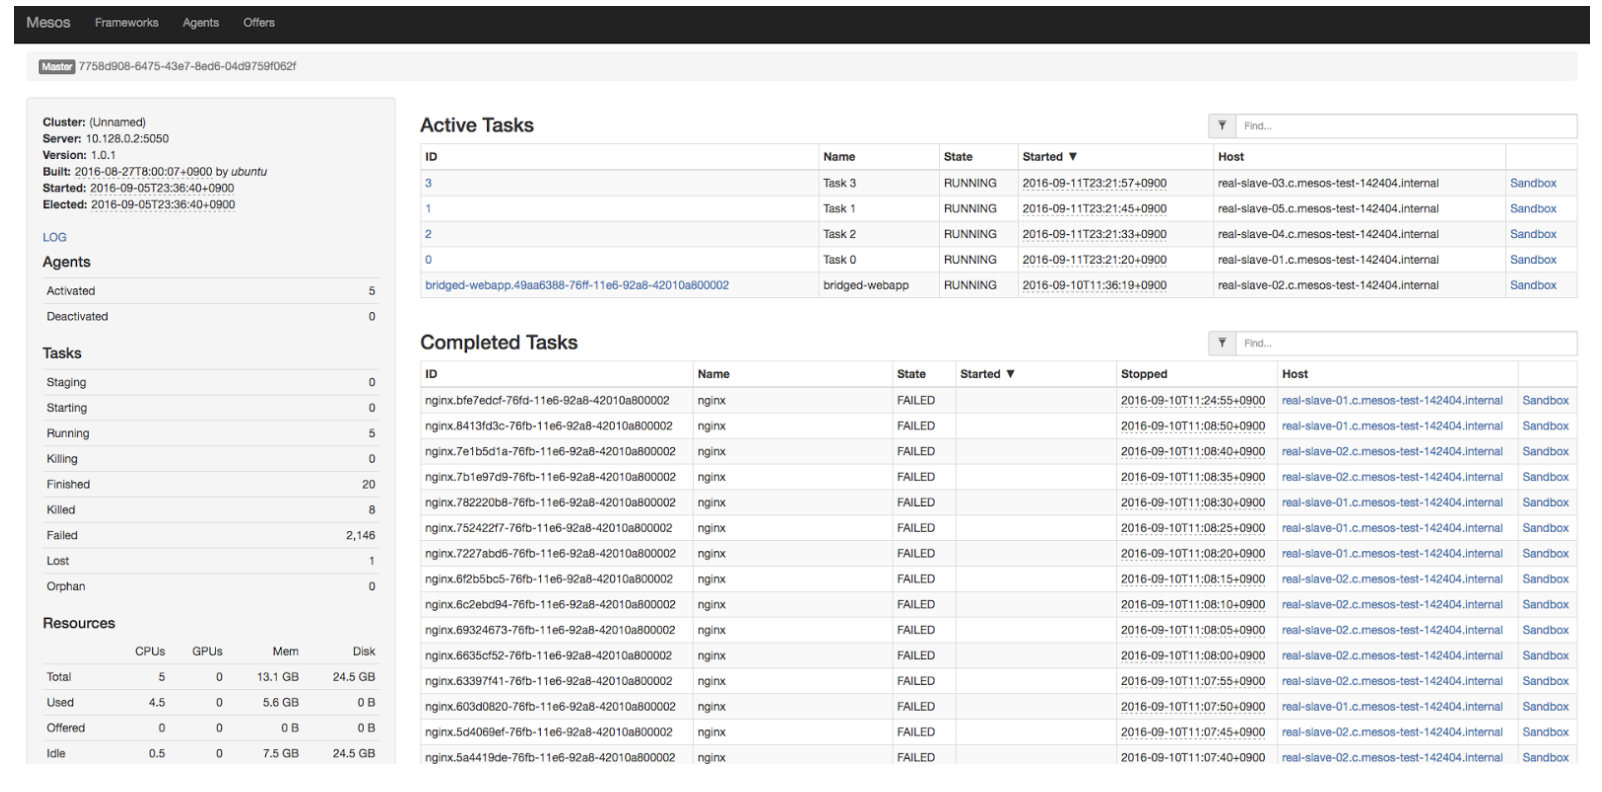 Mesos Frameworks Agents Offers
Master 7758d908-6475-43e7-8ed6-04d9759f062f
Cluster: (Unnamed)
Server: 10.128.0.2:5050
Version: 1.0.1
Built: 2016-08-27T8:00:07+0900 by ubuntu
Started: 2016-09-05T23:36:40+0900
Elected: 2016-09-05T23:36:40+0900
LOG
Agents
Activated 5
Deactivated 0
Tasks
Staging 0
Starting 0
Running 5
Killing 0
Finished 20
Killed 8
Failed 2,146
Lost 1
Orphan 0
Resources
CPUs GPUs Mem Disk
Total 5 0 13.1 GB 24.5 GB
Used 4.5 0 5.6 GB 0 B
Offered 0 0 0 B 0 B
Idle 0.5 0 7.5 GB 24.5 GB
Active Tasks Find...
ID Name State Started ▼ Host
3 Task 3 RUNNING 2016-09-11T23:21:57+0900 real-slave-03.c.mesos-test-142404.internal Sandbox
1 Task 1 RUNNING 2016-09-11T23:21:45+0900 real-slave-05.c.mesos-test-142404.internal Sandbox
2 Task 2 RUNNING 2016-09-11T23:21:33+0900 real-slave-04.c.mesos-test-142404.internal Sandbox
0 Task 0 RUNNING 2016-09-11T23:21:20+0900 real-slave-01.c.mesos-test-142404.internal Sandbox
bridged-webapp.49aa6388-76ff-11e6-92a8-42010a800002 bridged-webapp RUNNING 2016-09-10T11:36:19+0900 real-slave-02.c.mesos-test-142404.internal Sandbox
Completed Tasks Find...
ID Name State Started ▼ Stopped Host
nginx.bfe7edcf-76fd-11e6-92a8-42010a800002 nginx FAILED 2016-09-10T11:24:55+0900 real-slave-01.c.mesos-test-142404.internal Sandbox
nginx.8413fd3c-76fb-11e6-92a8-42010a800002 nginx FAILED 2016-09-10T11:08:50+0900 real-slave-01.c.mesos-test-142404.internal Sandbox
nginx.7e1b5d1a-76fb-11e6-92a8-42010a800002 nginx FAILED 2016-09-10T11:08:40+0900 real-slave-02.c.mesos-test-142404.internal Sandbox
nginx.7b1e97d9-76fb-11e6-92a8-42010a800002 nginx FAILED 2016-09-10T11:08:35+0900 real-slave-02.c.mesos-test-142404.internal Sandbox
nginx.782220b8-76fb-11e6-92a8-42010a800002 nginx FAILED 2016-09-10T11:08:30+0900 real-slave-01.c.mesos-test-142404.internal Sandbox
nginx.752422f7-76fb-11e6-92a8-42010a800002 nginx FAILED 2016-09-10T11:08:25+0900 real-slave-01.c.mesos-test-142404.internal Sandbox
nginx.7227abd6-76fb-11e6-92a8-42010a800002 nginx FAILED 2016-09-10T11:08:20+0900 real-slave-01.c.mesos-test-142404.internal Sandbox
nginx.6f2b5bc5-76fb-11e6-92a8-42010a800002 nginx FAILED 2016-09-10T11:08:15+0900 real-slave-02.c.mesos-test-142404.internal Sandbox
nginx.6c2ebd94-76fb-11e6-92a8-42010a800002 nginx FAILED 2016-09-10T11:08:10+0900 real-slave-02.c.mesos-test-142404.internal Sandbox
nginx.69324673-76fb-11e6-92a8-42010a800002 nginx FAILED 2016-09-10T11:08:05+0900 real-slave-02.c.mesos-test-142404.internal Sandbox
nginx.6635cf52-76fb-11e6-92a8-42010a800002 nginx FAILED 2016-09-10T11:08:00+0900 real-slave-02.c.mesos-test-142404.internal Sandbox
nginx.63397f41-76fb-11e6-92a8-42010a800002 nginx FAILED 2016-09-10T11:07:55+0900 real-slave-02.c.mesos-test-142404.internal Sandbox
nginx.603d0820-76fb-11e6-92a8-42010a800002 nginx FAILED 2016-09-10T11:07:50+0900 real-slave-01.c.mesos-test-142404.internal Sandbox
nginx.5d4069ef-76fb-11e6-92a8-42010a800002 nginx FAILED 2016-09-10T11:07:45+0900 real-slave-02.c.mesos-test-142404.internal Sandbox
nginx.5a4419de-76fb-11e6-92a8-42010a800002 nginx FAILED 2016-09-10T11:07:40+0900 real-slave-02.c.mesos-test-142404.internal Sandbox